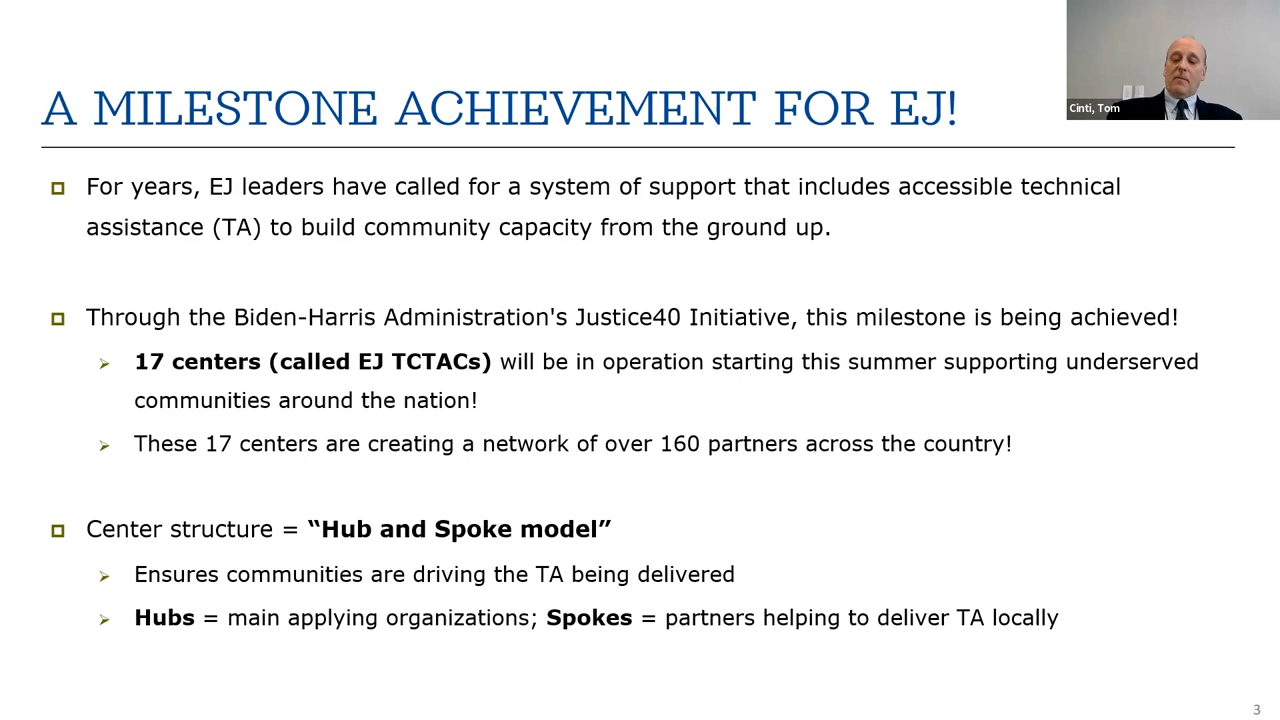 Cinti, Tom
A MILESTONE ACHIEVEMENT FOR EJ!
For years, EJ leaders have called for a system of support that includes accessible technical
assistance (TA) to build community capacity from the ground up.
Through the Biden-Harris Administration's Justice40 Initiative, this milestone is being achieved!
17 centers (called EJ TCTACs) will be in operation starting this summer supporting underserved
communities around the nation!
These 17 centers are creating a network of over 160 partners across the country!
Center structure = “Hub and Spoke model”
Ensures communities are driving the TA being delivered
Hubs = main applying organizations; Spokes = partners helping to deliver TA locally
3